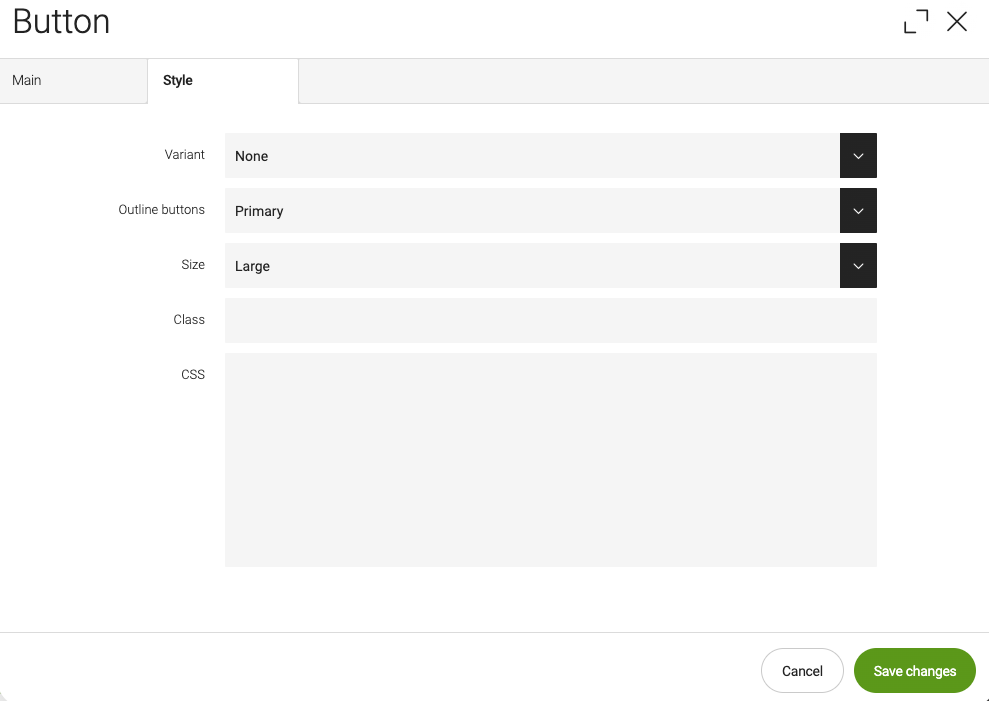 Button
Main
Style
Variant
None
Outline buttons
Primary
Size
Large
Class
CSS
Cancel
Save changes